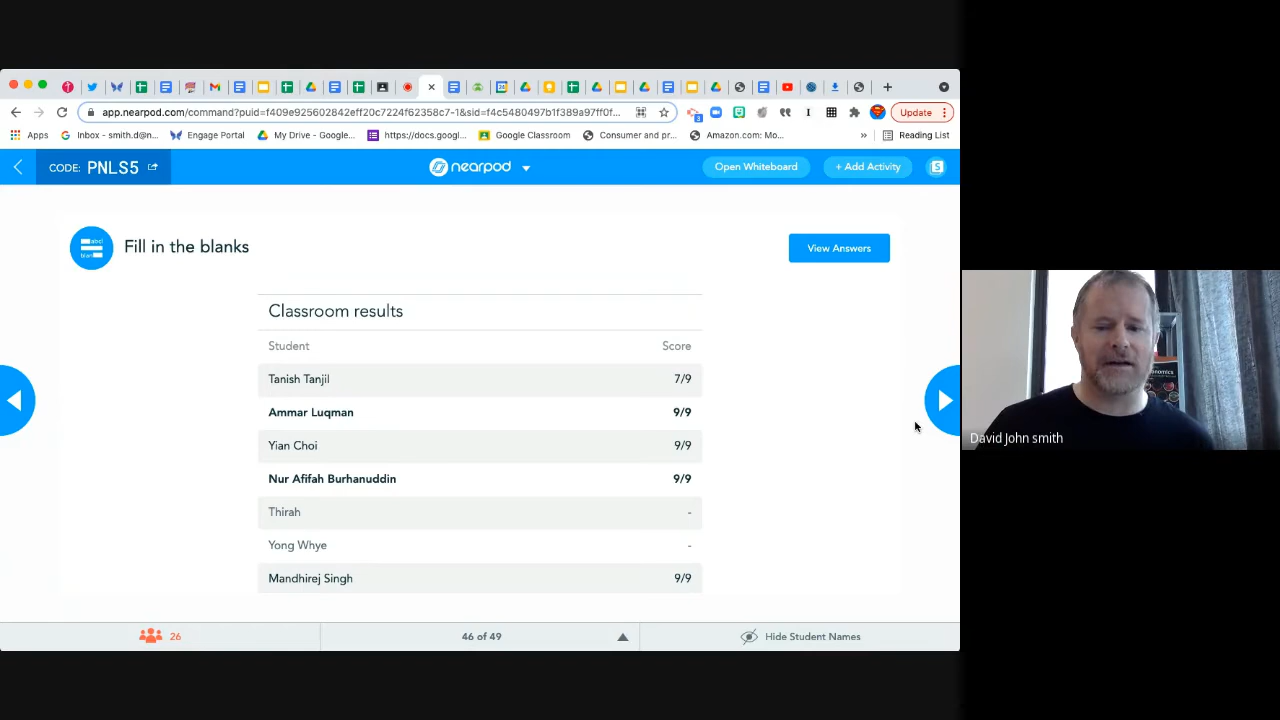 app.nearpod.com/command?puid=f409e925602842eff20c7224f62358c7-1&sid=f4c5480497b1f389a97ff0f...
3
Update
Apps
Inbox - smith.d@n...
Engage Portal
My Drive - Google...
https://docs.googl...
Google Classroom
Consumer and pr...
Amazon.com: Mo...
»
Reading List
CODE: PNLS5
nearpod
Open Whiteboard
+ Add Activity
S
Fill in the blanks
View Answers
Classroom results
Student Score
Tanish Tanjil 7/9
Ammar Luqman 9/9
Yian Choi 9/9
Nur Afifah Burhanuddin 9/9
Thirah -
Yong Whye -
Mandhirej Singh 9/9
26
46 of 49
Hide Student Names
David John smith